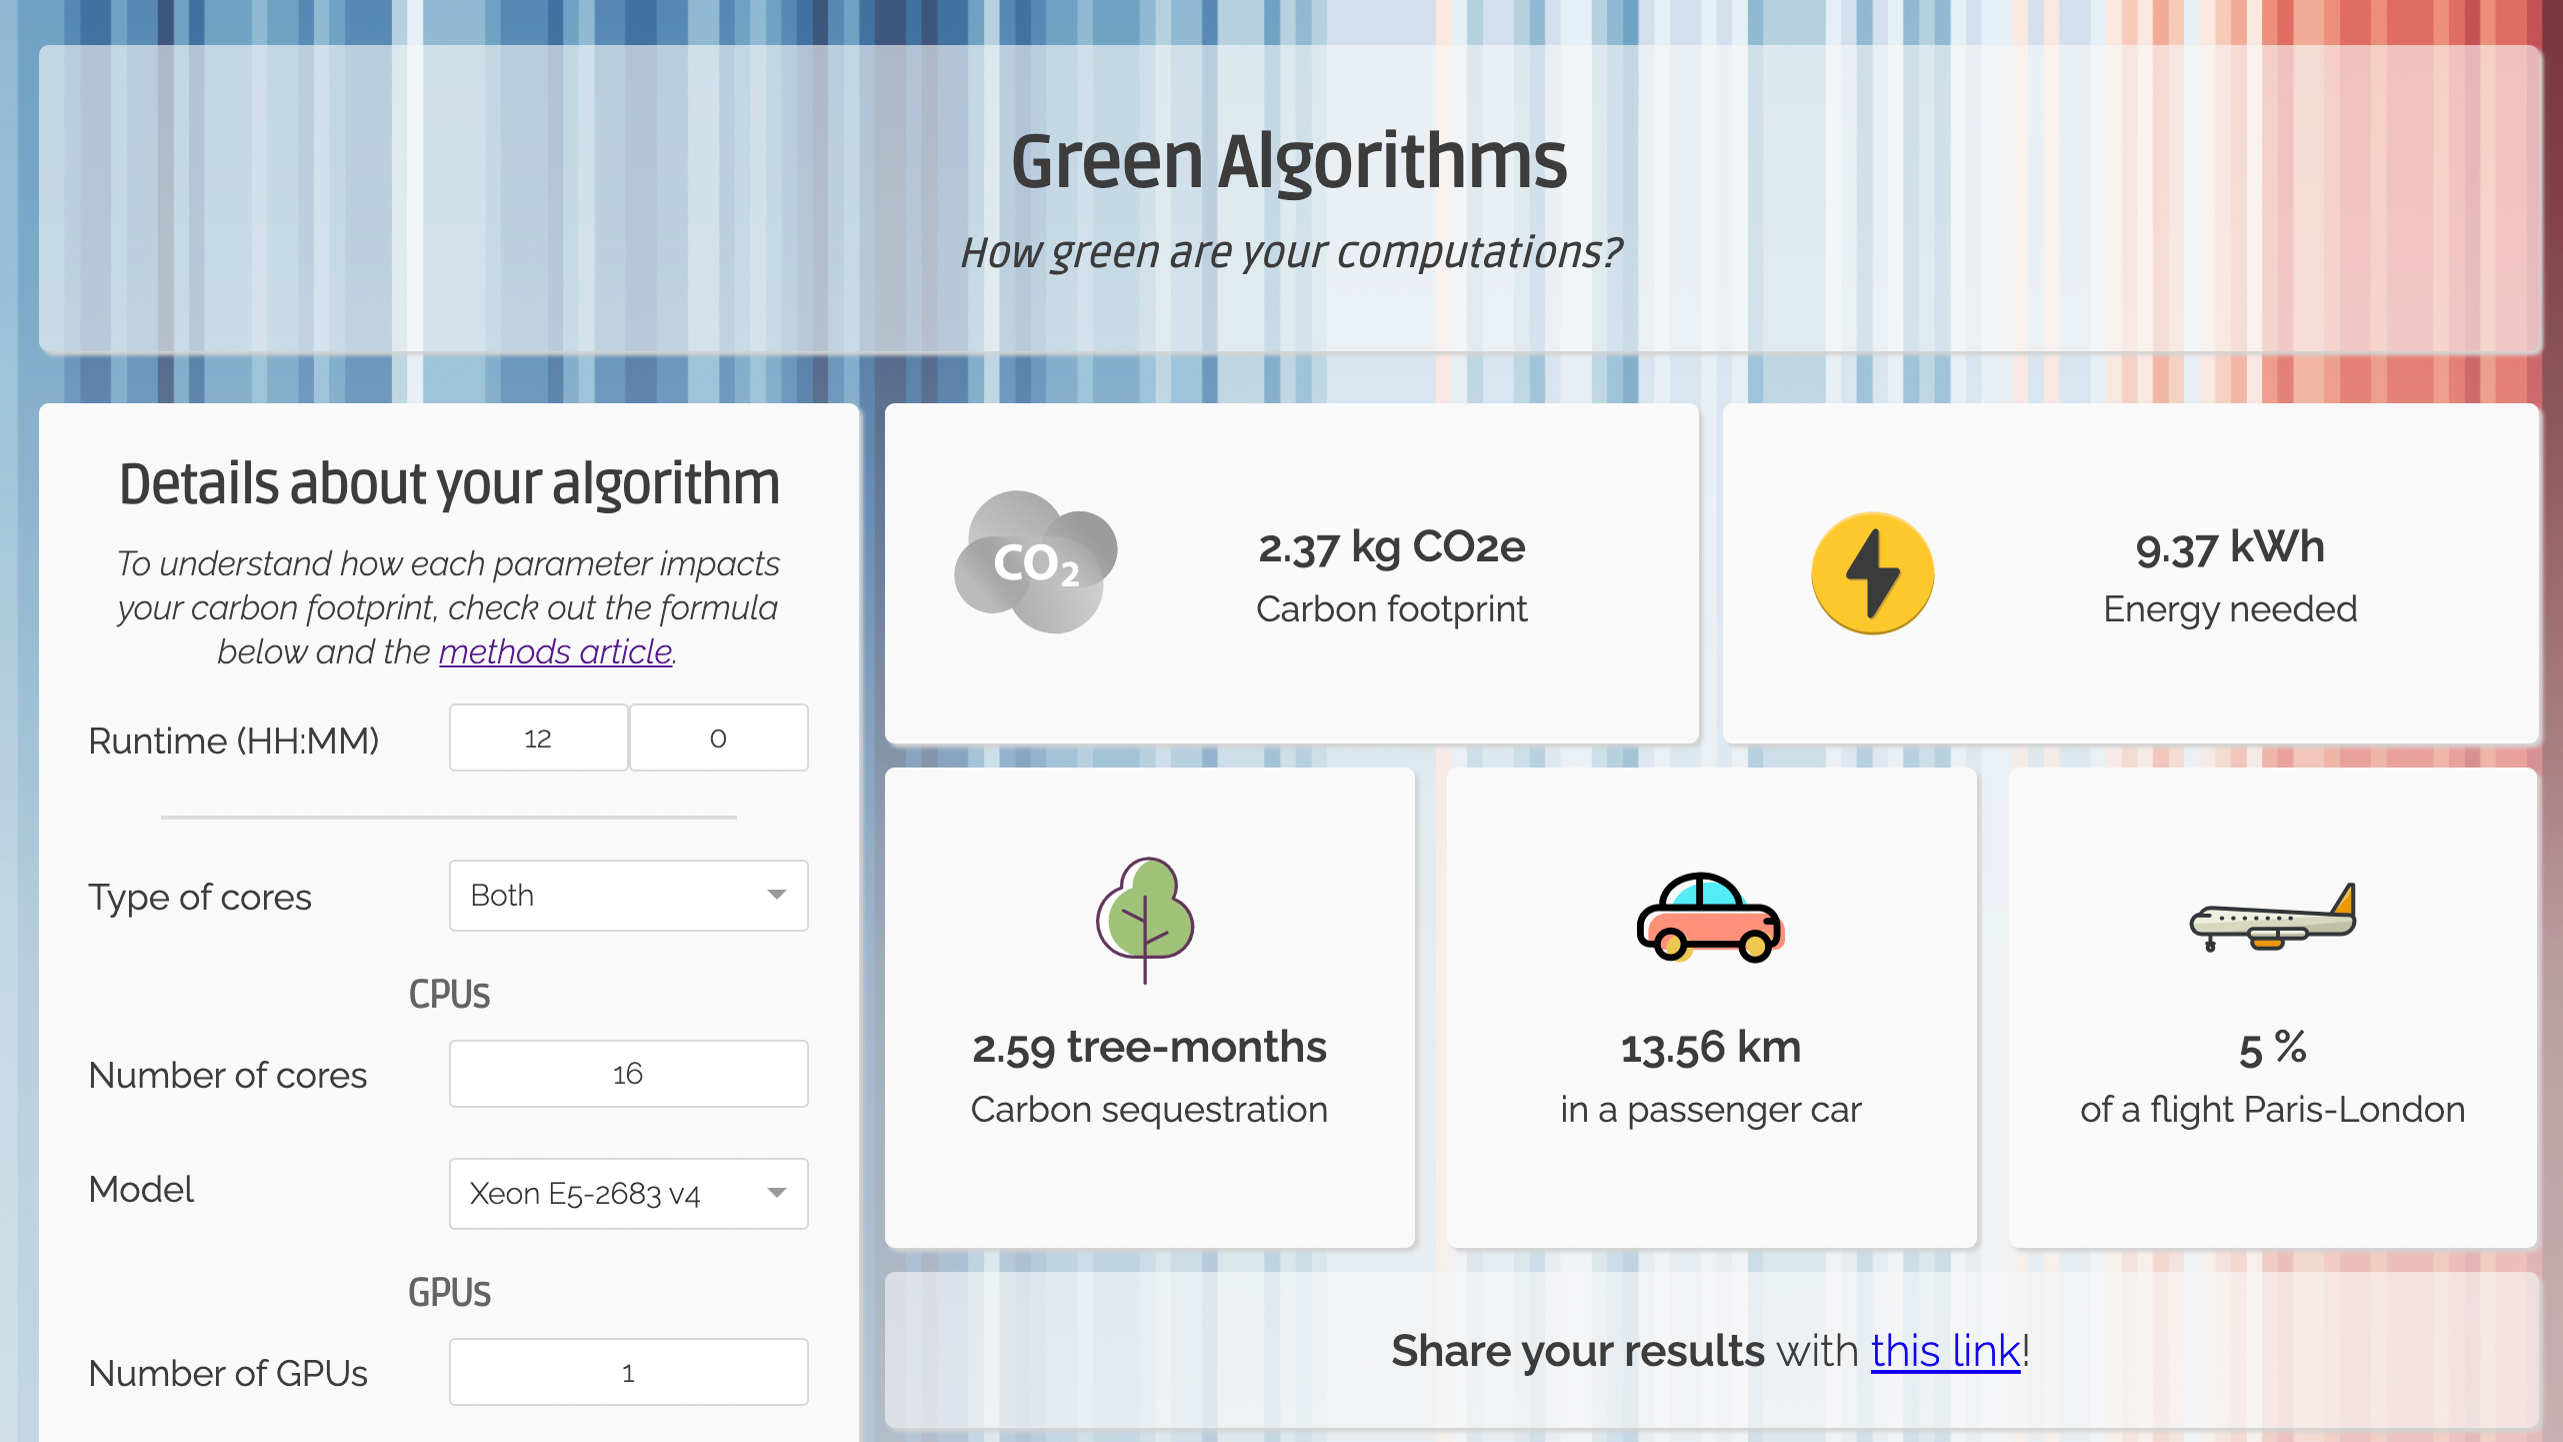 Green Algorithms
How green are your computations?
Details about your algorithm
To understand how each parameter impacts
your carbon footprint, check out the formula
below and the methods article.
Runtime (HH:MM)
12
0
Type of cores
Both
CPUs
Number of cores
16
Model
Xeon E5-2683 v4
GPUs
Number of GPUs
1
CO₂
2.37 kg CO2e
Carbon footprint
9.37 kWh
Energy needed
2.59 tree-months
Carbon sequestration
13.56 km
in a passenger car
5 %
of a flight Paris-London
Share your results with this link!